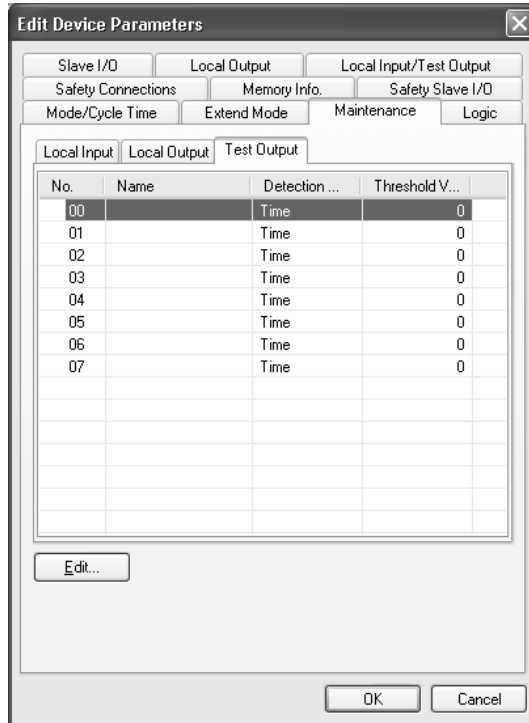 Edit Device Parameters
Slave I/O Local Output Local Input/Test Output
Safety Connections Memory Info. Safety Slave I/O
Mode/Cycle Time Extend Mode Maintenance Logic
Local Input Local Output Test Output
No. Name Detection ... Threshold V...
00 Time 0
01 Time 0
02 Time 0
03 Time 0
04 Time 0
05 Time 0
06 Time 0
07 Time 0
Edit...
OK Cancel